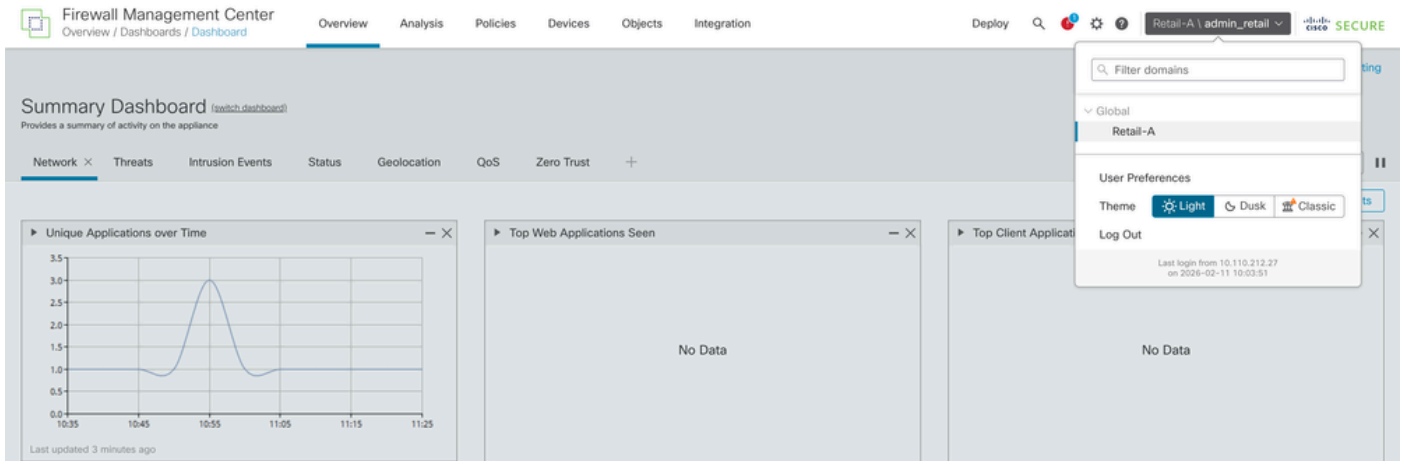 Firewall Management Center
Overview / Dashboards / Dashboard
Overview Analysis Policies Devices Objects Integration
Deploy
Retail-A \ admin_retail
cisco SECURE
Filter domains
ting
Global
Retail-A
Summary Dashboard (switch dashboard)
Provides a summary of activity on the appliance
Network × Threats Intrusion Events Status Geolocation QoS Zero Trust +
User Preferences
Theme Light Dusk Classic
ts
Log Out
Last login from 10.110.212.27
on 2026-02-11 10:03:51
Unique Applications over Time
3.5
3.0
2.5
2.0
1.5
1.0
0.5
0.0
10:35 10:45 10:55 11:05 11:15 11:25
Last updated 3 minutes ago
Top Web Applications Seen
No Data
Top Client Applicati
No Data